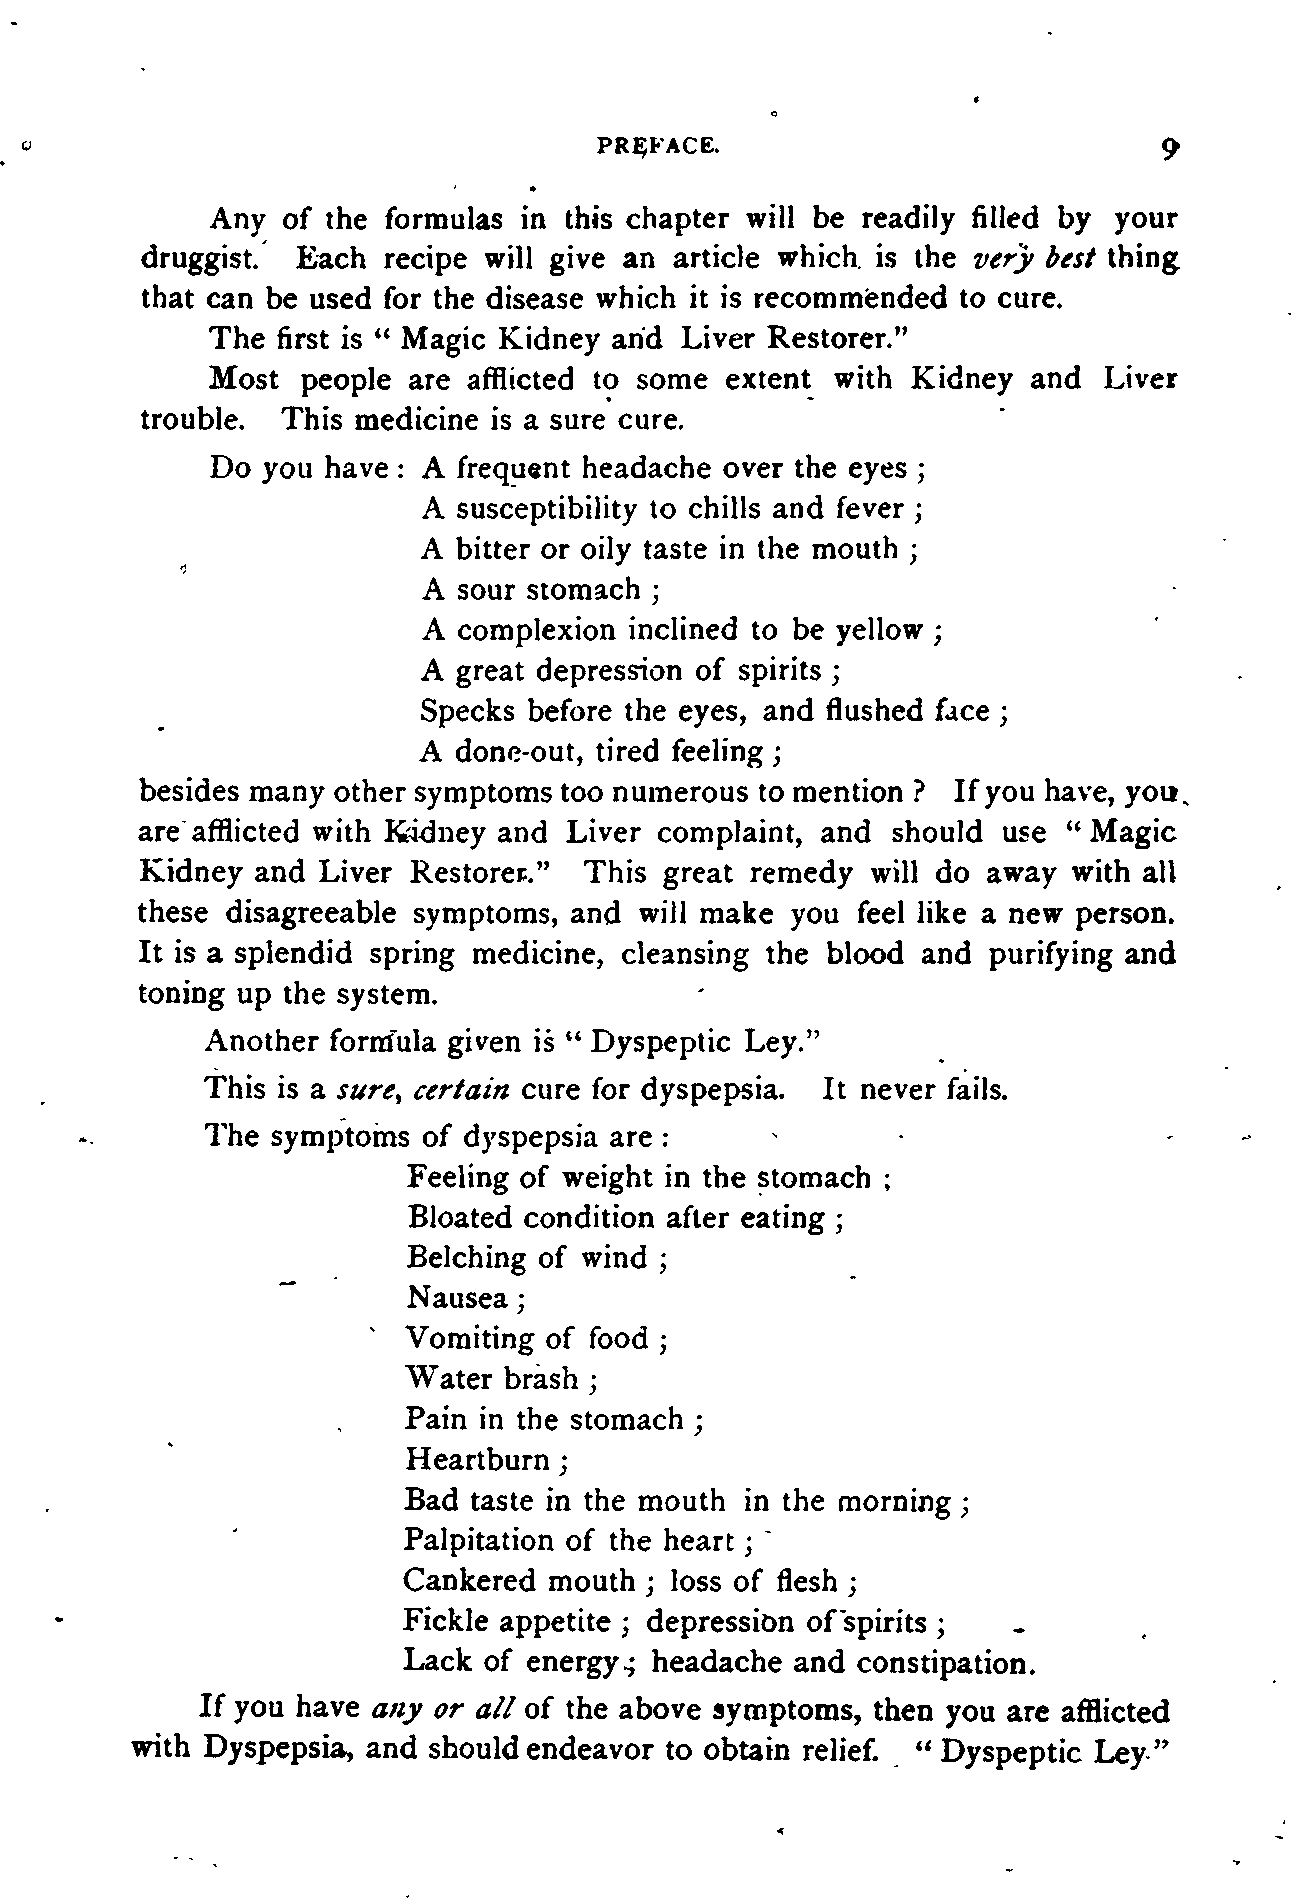 PREFACE. 9
Any of the formulas in this chapter will be readily filled by your
druggist. Each recipe will give an article which is the very best thing
that can be used for the disease which it is recommended to cure.
The first is “ Magic Kidney and Liver Restorer.”
Most people are afflicted to some extent with Kidney and Liver
trouble. This medicine is a sure cure.
Do you have : A frequent headache over the eyes ;
A susceptibility to chills and fever ;
A bitter or oily taste in the mouth ;
A sour stomach ;
A complexion inclined to be yellow ;
A great depression of spirits ;
Specks before the eyes, and flushed face ;
A done-out, tired feeling ;
besides many other symptoms too numerous to mention ? If you have, you
are afflicted with Kidney and Liver complaint, and should use “ Magic
Kidney and Liver Restorer.” This great remedy will do away with all
these disagreeable symptoms, and will make you feel like a new person.
It is a splendid spring medicine, cleansing the blood and purifying and
toning up the system.
Another formula given is “ Dyspeptic Ley.”
This is a sure, certain cure for dyspepsia. It never fails.
The symptoms of dyspepsia are :
Feeling of weight in the stomach ;
Bloated condition after eating ;
Belching of wind ;
Nausea ;
Vomiting of food ;
Water brash ;
Pain in the stomach ;
Heartburn ;
Bad taste in the mouth in the morning ;
Palpitation of the heart ;
Cankered mouth ; loss of flesh ;
Fickle appetite ; depression of spirits ;
Lack of energy ; headache and constipation.
If you have any or all of the above symptoms, then you are afflicted
with Dyspepsia, and should endeavor to obtain relief. “ Dyspeptic Ley.”